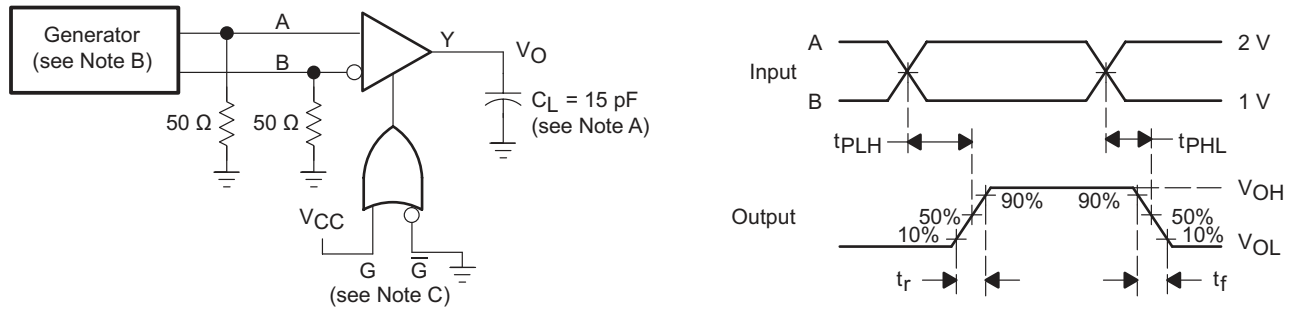 Generator
(see Note B)
A
B
Y
VO
50 Ω
50 Ω
CL = 15 pF
(see Note A)
VCC
G
G̅
(see Note C)
A
Input
B
2 V
1 V
tPLH
tPHL
Output
50%
10%
90%
90%
50%
10%
VOH
VOL
tr
tf